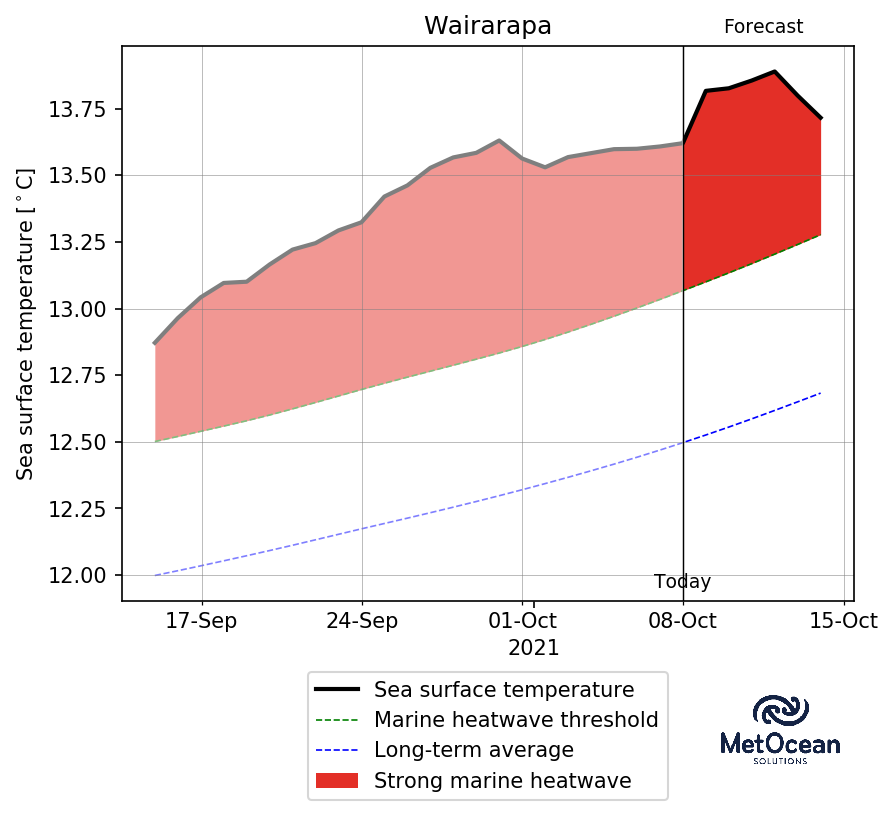 Wairarapa
Forecast
Sea surface temperature [°C]
13.75
13.50
13.25
13.00
12.75
12.50
12.25
12.00
Today
17-Sep 24-Sep 01-Oct 08-Oct 15-Oct
2021
Sea surface temperature
Marine heatwave threshold
Long-term average
Strong marine heatwave
MetOcean
SOLUTIONS